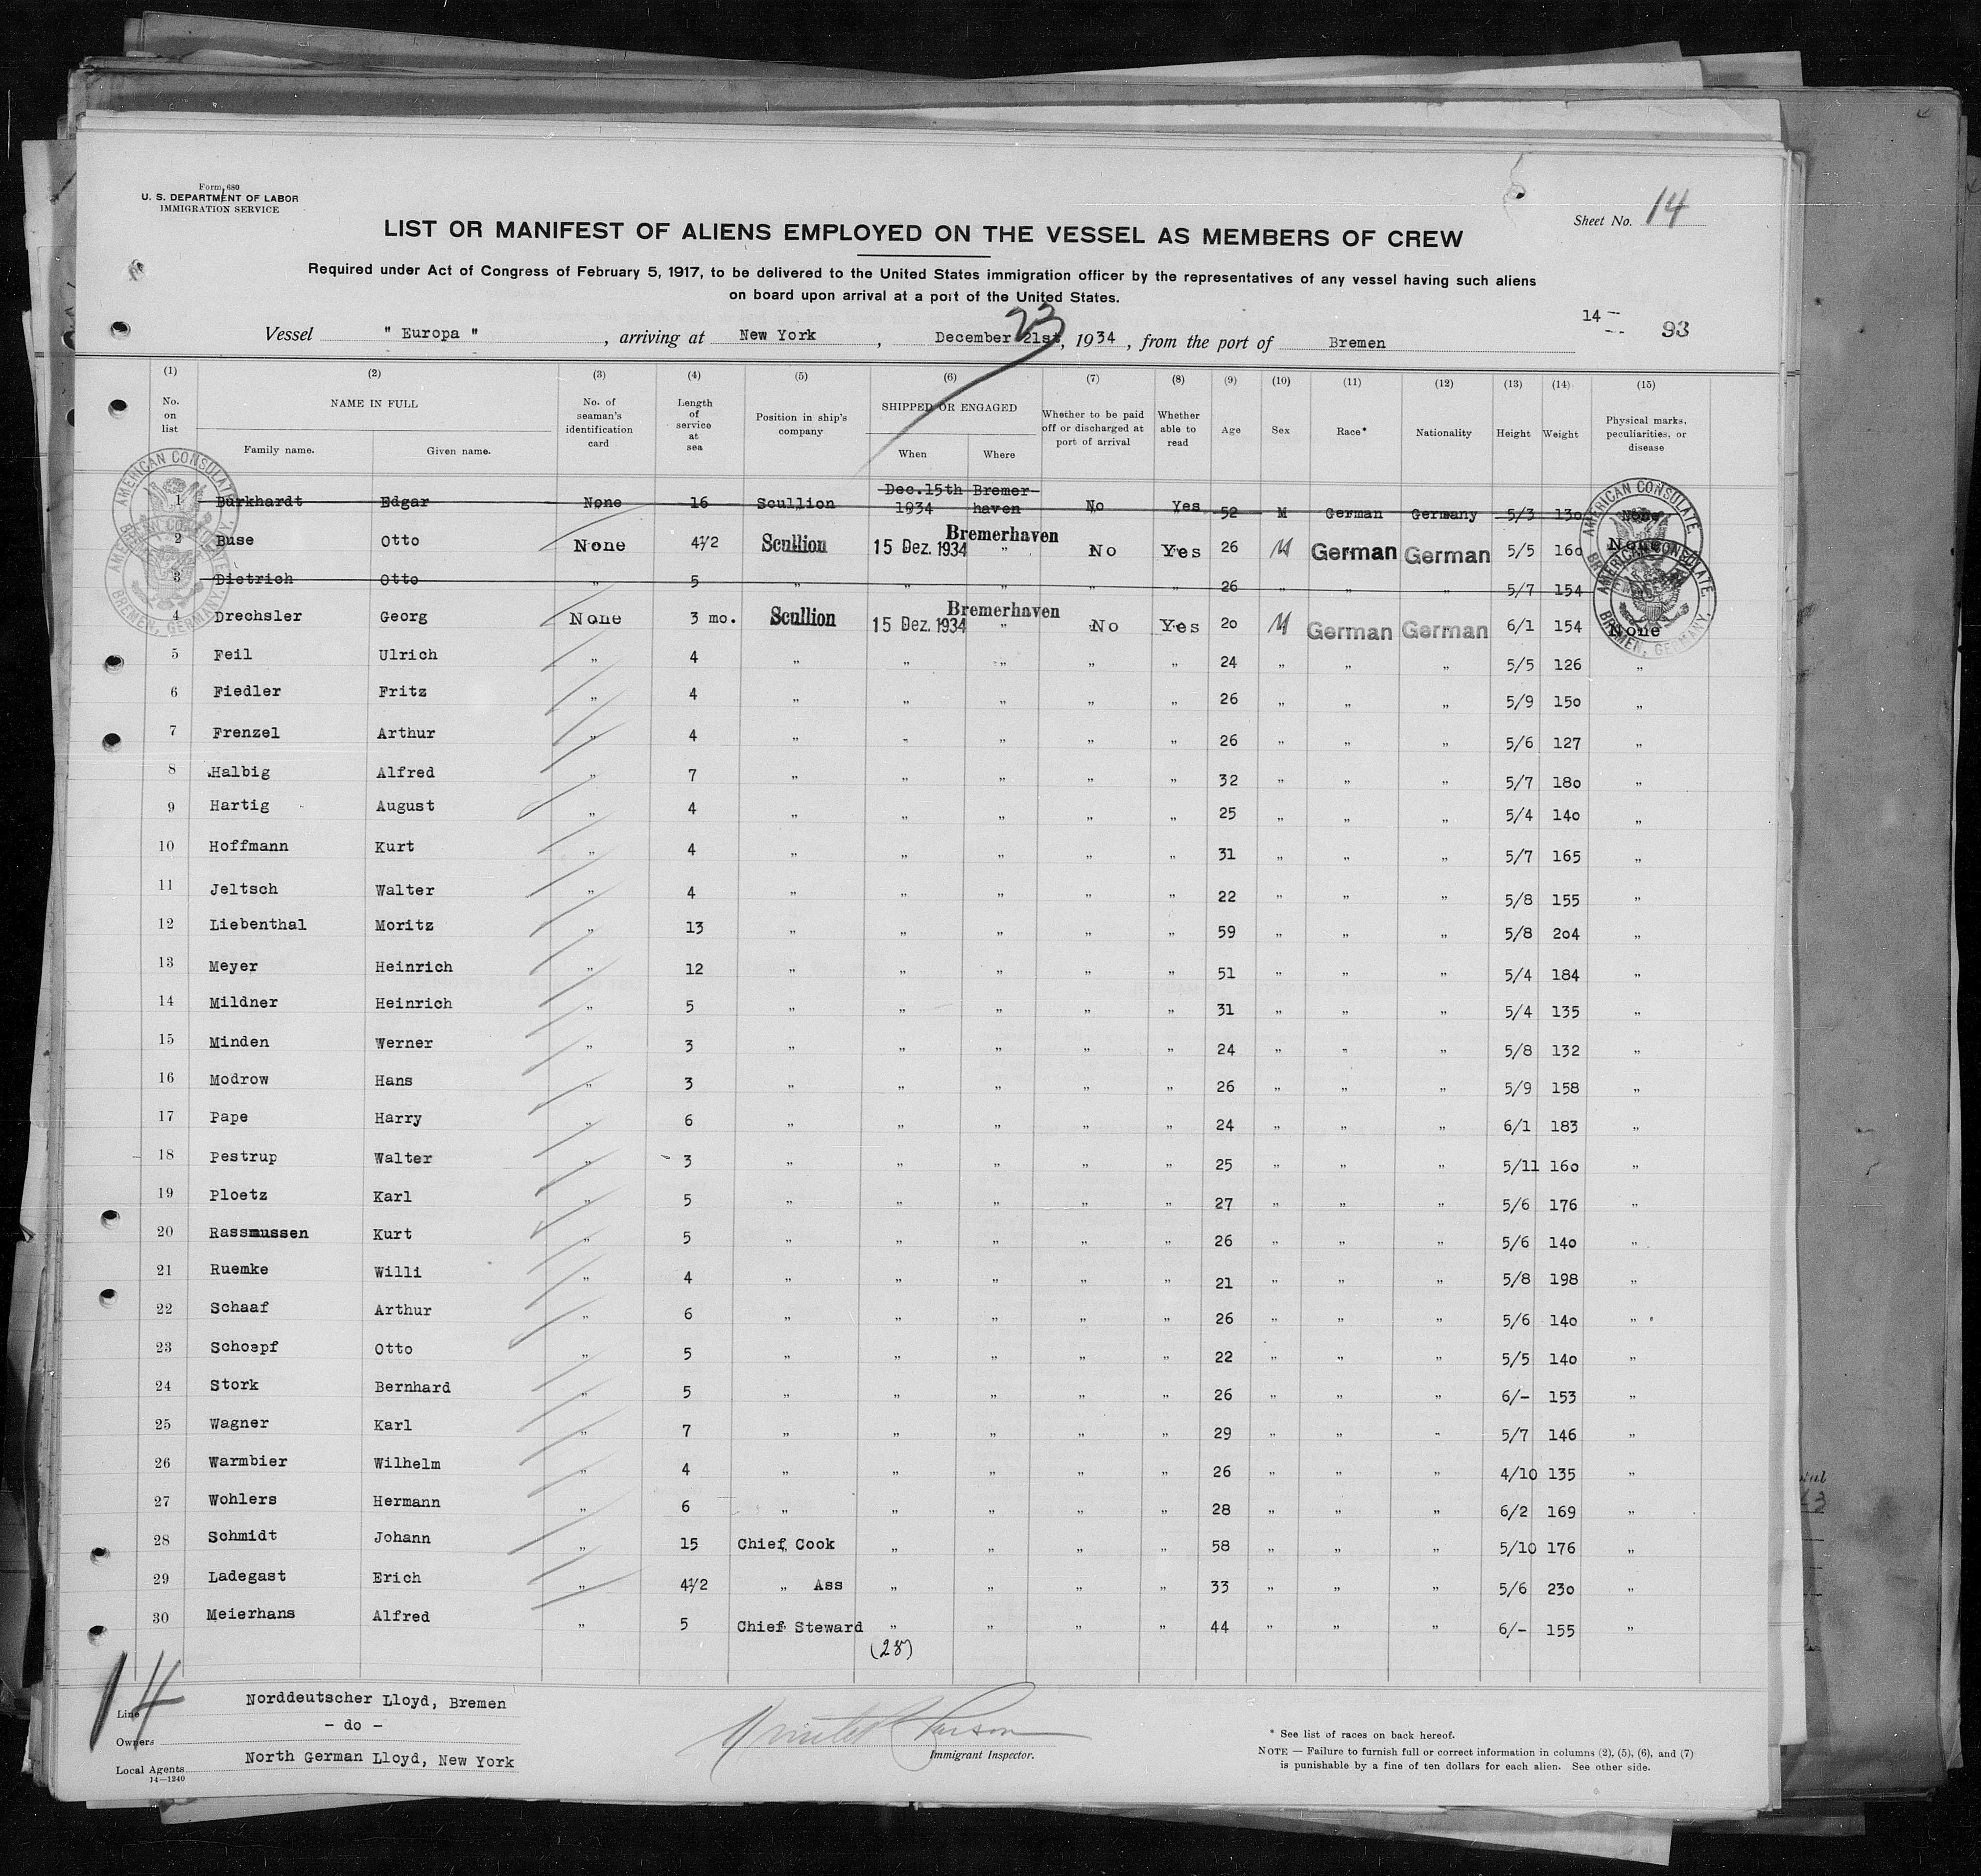 Form 680
U. S. DEPARTMENT OF LABOR
IMMIGRATION SERVICE
Sheet No. 14
LIST OR MANIFEST OF ALIENS EMPLOYED ON THE VESSEL AS MEMBERS OF CREW
Required under Act of Congress of February 5, 1917, to be delivered to the United States immigration officer by the representatives of any vessel having such aliens
on board upon arrival at a port of the United States.
14 — 93
Vessel " Europa " , arriving at New York , December 21st 23, 1934 , from the port of Bremen
(1) (2) (3) (4) (5) (6) (7) (8) (9) (10) (11) (12) (13) (14) (15)
No. on list NAME IN FULL Family name. Given name. No. of seaman's identification card Length of service at sea Position in ship's company SHIPPED OR ENGAGED When Where Whether to be paid off or discharged at port of arrival Whether able to read Age Sex Race* Nationality Height Weight Physical marks, peculiarities, or disease
AMERICAN CONSULATE. BREMEN, GERMANY.
AMERICAN CONSULATE. BREMEN, GERMANY.
1 Burkhardt Edgar None 16 Scullion Dec.15th 1934 Bremerhaven No Yes 52 M German Germany 5/3 130 None
2 Buse Otto None 4½ Scullion 15 Dez. 1934 Bremerhaven " No Yes 26 M German German 5/5 160 None
3 Dietrich Otto " 5 " " " " " 26 " " " 5/7 154
4 Drechsler Georg None 3 mo. Scullion 15 Dez. 1934 Bremerhaven " No Yes 20 M German German 6/1 154 None
5 Feil Ulrich " 4 " " " " " 24 " " " 5/5 126 "
6 Fiedler Fritz " 4 " " " " " 26 " " " 5/9 150 "
7 Frenzel Arthur " 4 " " " " " 26 " " " 5/6 127 "
8 Halbig Alfred " 7 " " " " " 32 " " " 5/7 180 "
9 Hartig August " 4 " " " " " 25 " " " 5/4 140 "
10 Hoffmann Kurt " 4 " " " " " 31 " " " 5/7 165 "
11 Jeltsch Walter " 4 " " " " " 22 " " " 5/8 155 "
12 Liebenthal Moritz " 13 " " " " " 59 " " " 5/8 204 "
13 Meyer Heinrich " 12 " " " " " 51 " " " 5/4 184 "
14 Mildner Heinrich " 5 " " " " " 31 " " " 5/4 135 "
15 Minden Werner " 3 " " " " " 24 " " " 5/8 132 "
16 Modrow Hans " 3 " " " " " 26 " " " 5/9 158 "
17 Pape Harry " 6 " " " " " 24 " " " 6/1 183 "
18 Pestrup Walter " 3 " " " " " 25 " " " 5/11 160 "
19 Ploetz Karl " 5 " " " " " 27 " " " 5/6 176 "
20 Rassmussen Kurt " 5 " " " " " 26 " " " 5/6 140 "
21 Ruemke Willi " 4 " " " " " 21 " " " 5/8 198 "
22 Schaaf Arthur " 6 " " " " " 26 " " " 5/6 140 "
23 Schoepf Otto " 5 " " " " " 22 " " " 5/5 140 "
24 Stork Bernhard " 5 " " " " " 26 " " " 6/- 153 "
25 Wagner Karl " 7 " " " " " 29 " " " 5/7 146 "
26 Warmbier Wilhelm " 4 " " " " " 26 " " " 4/10 135 "
27 Wohlers Hermann " 6 " " " " " 28 " " " 6/2 169 "
28 Schmidt Johann " 15 Chief Cook " " " " 58 " " " 5/10 176 "
29 Ladegast Erich " 4½ " Ass " " " " 33 " " " 5/6 230 "
30 Meierhans Alfred " 5 Chief Steward " " " " 44 " " " 6/- 155 "
(28)
14
Line Norddeutscher Lloyd, Bremen
Owners - do -
Local Agents North German Lloyd, New York
14—1240
Immigrant Inspector.
* See list of races on back hereof.
NOTE — Failure to furnish full or correct information in columns (2), (5), (6), and (7)
is punishable by a fine of ten dollars for each alien. See other side.